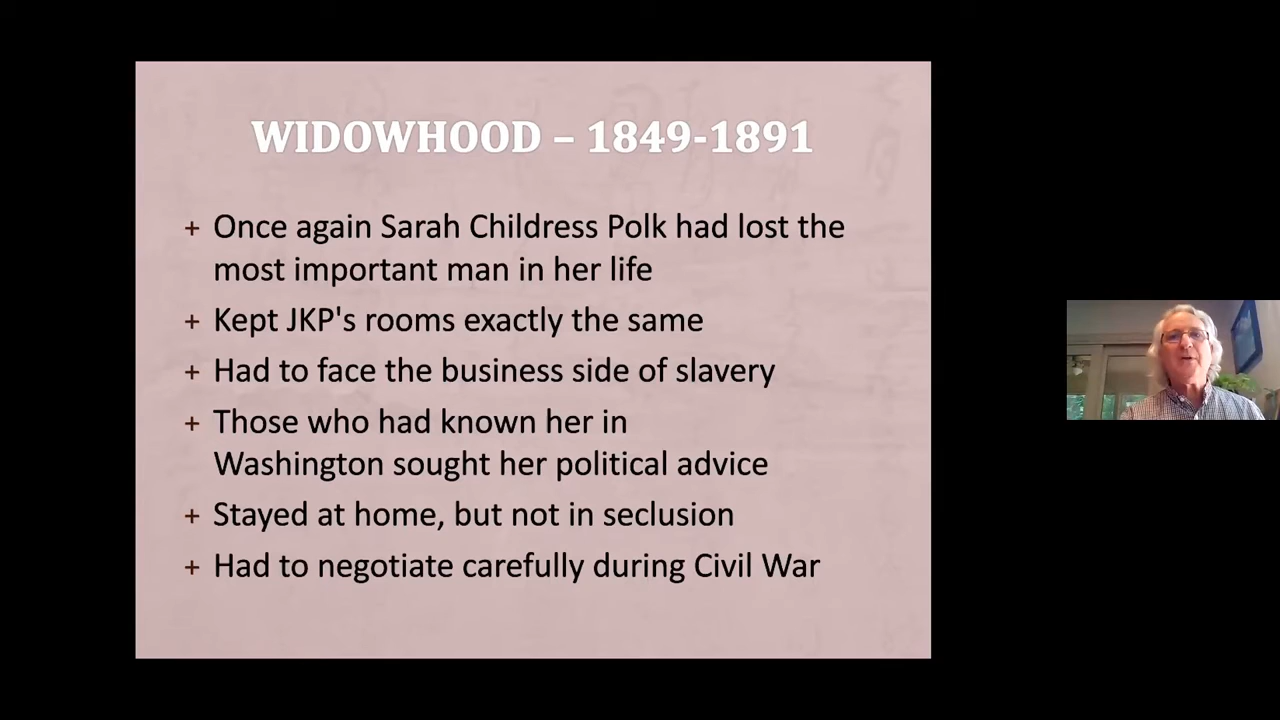 WIDOWHOOD – 1849-1891
+ Once again Sarah Childress Polk had lost the
most important man in her life
+ Kept JKP's rooms exactly the same
+ Had to face the business side of slavery
+ Those who had known her in
Washington sought her political advice
+ Stayed at home, but not in seclusion
+ Had to negotiate carefully during Civil War